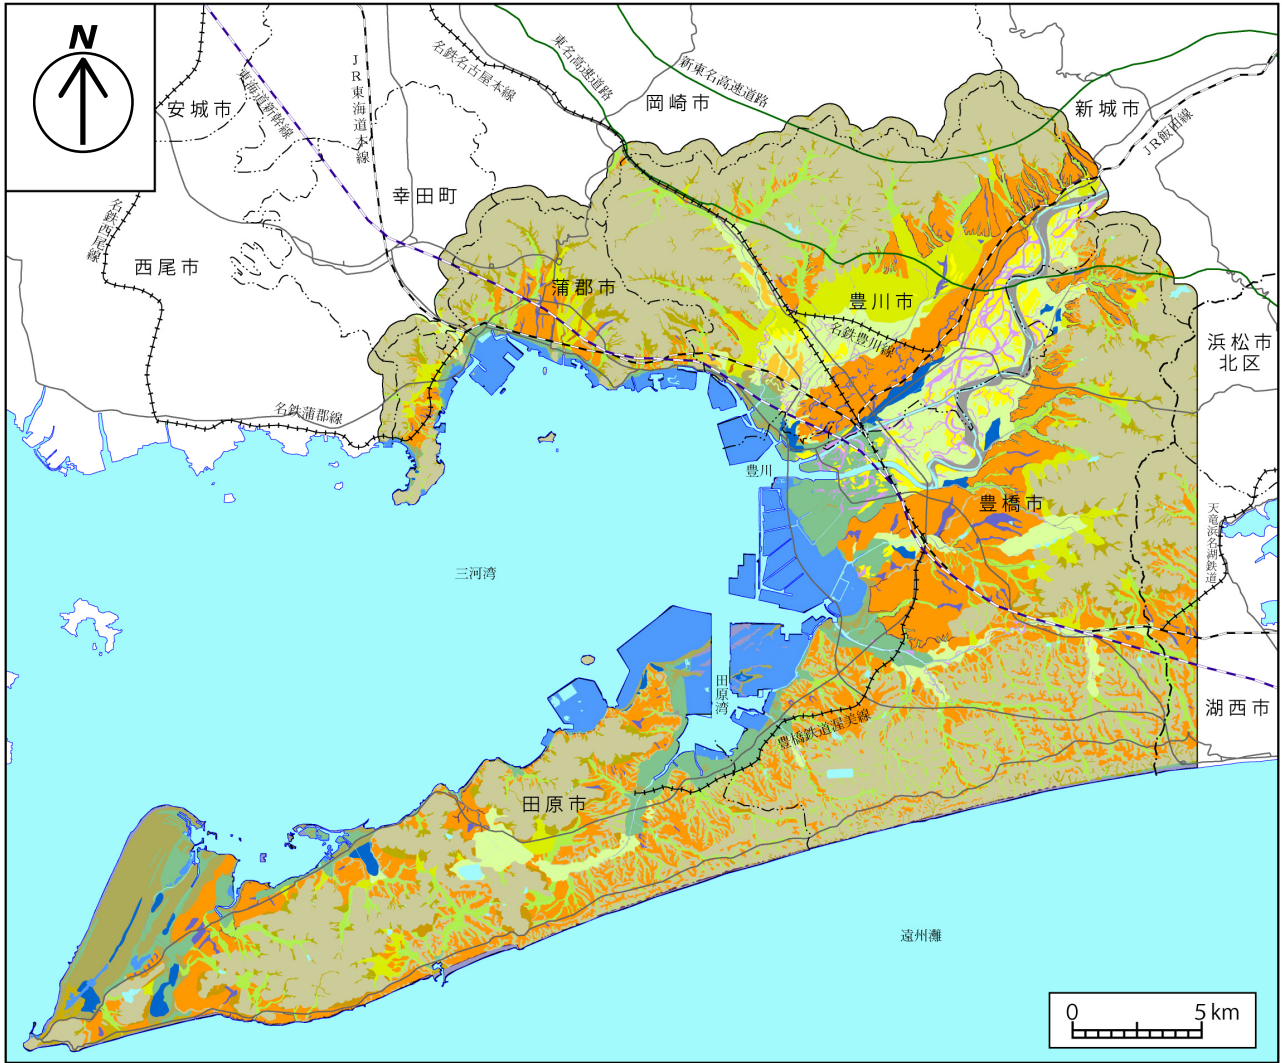 N
名鉄名古屋本線
東名高速道路
新東名高速道路
JR東海道本線
東海道新幹線
安城市
岡崎市
新城市
JR飯田線
幸田町
名鉄西尾線
西尾市
蒲郡市
豊川市
名鉄豊川線
浜松市
北区
名鉄蒲郡線
豊川
豊橋市
天竜浜名湖鉄道
三河湾
田原湾
湖西市
豊橋鉄道渥美線
田原市
遠州灘
0 5km